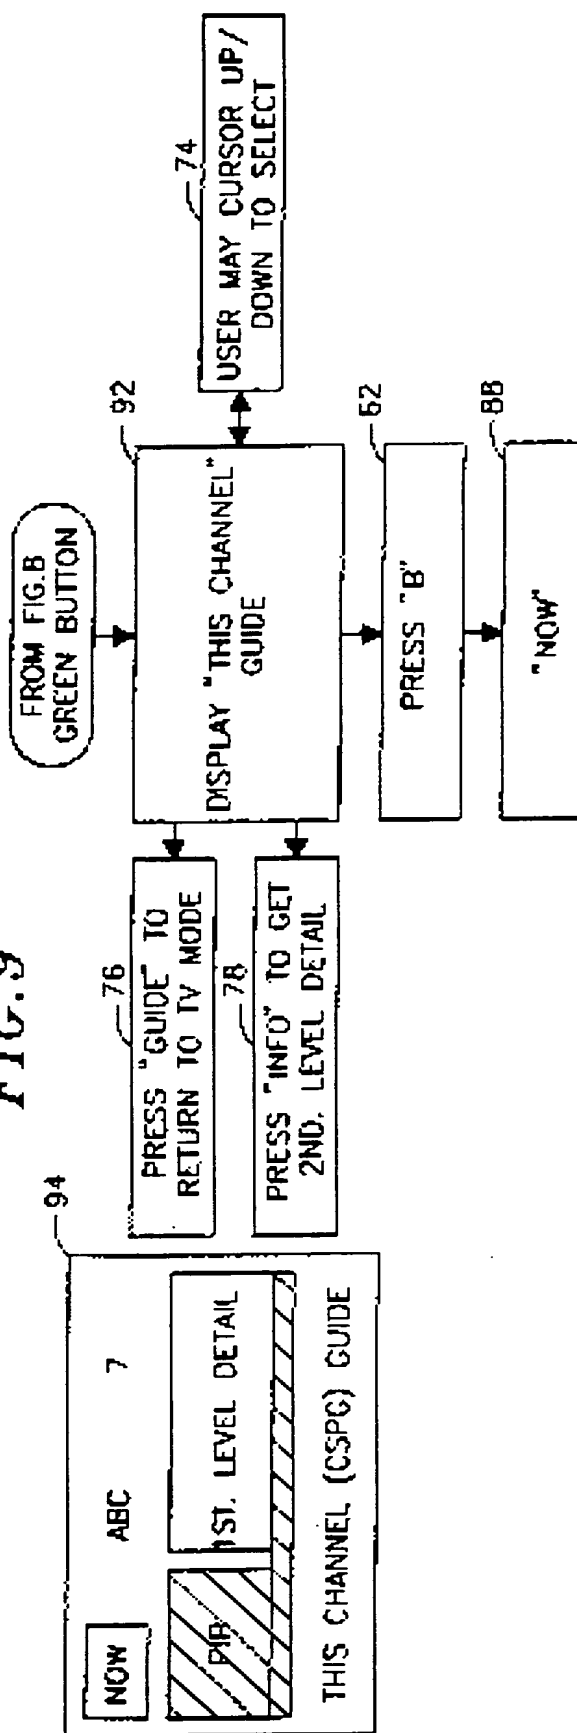 FIG.9
94
NOW ABC 7
PIP 1ST. LEVEL DETAIL
THIS CHANNEL (CSPG) GUIDE
76
PRESS "GUIDE" TO
RETURN TO TV MODE
78
PRESS "INFO" TO GET
2ND. LEVEL DETAIL
FROM FIG.8
GREEN BUTTON
92
DISPLAY "THIS CHANNEL"
GUIDE
74
USER MAY CURSOR UP/
DOWN TO SELECT
62
PRESS "B"
88
"NOW"